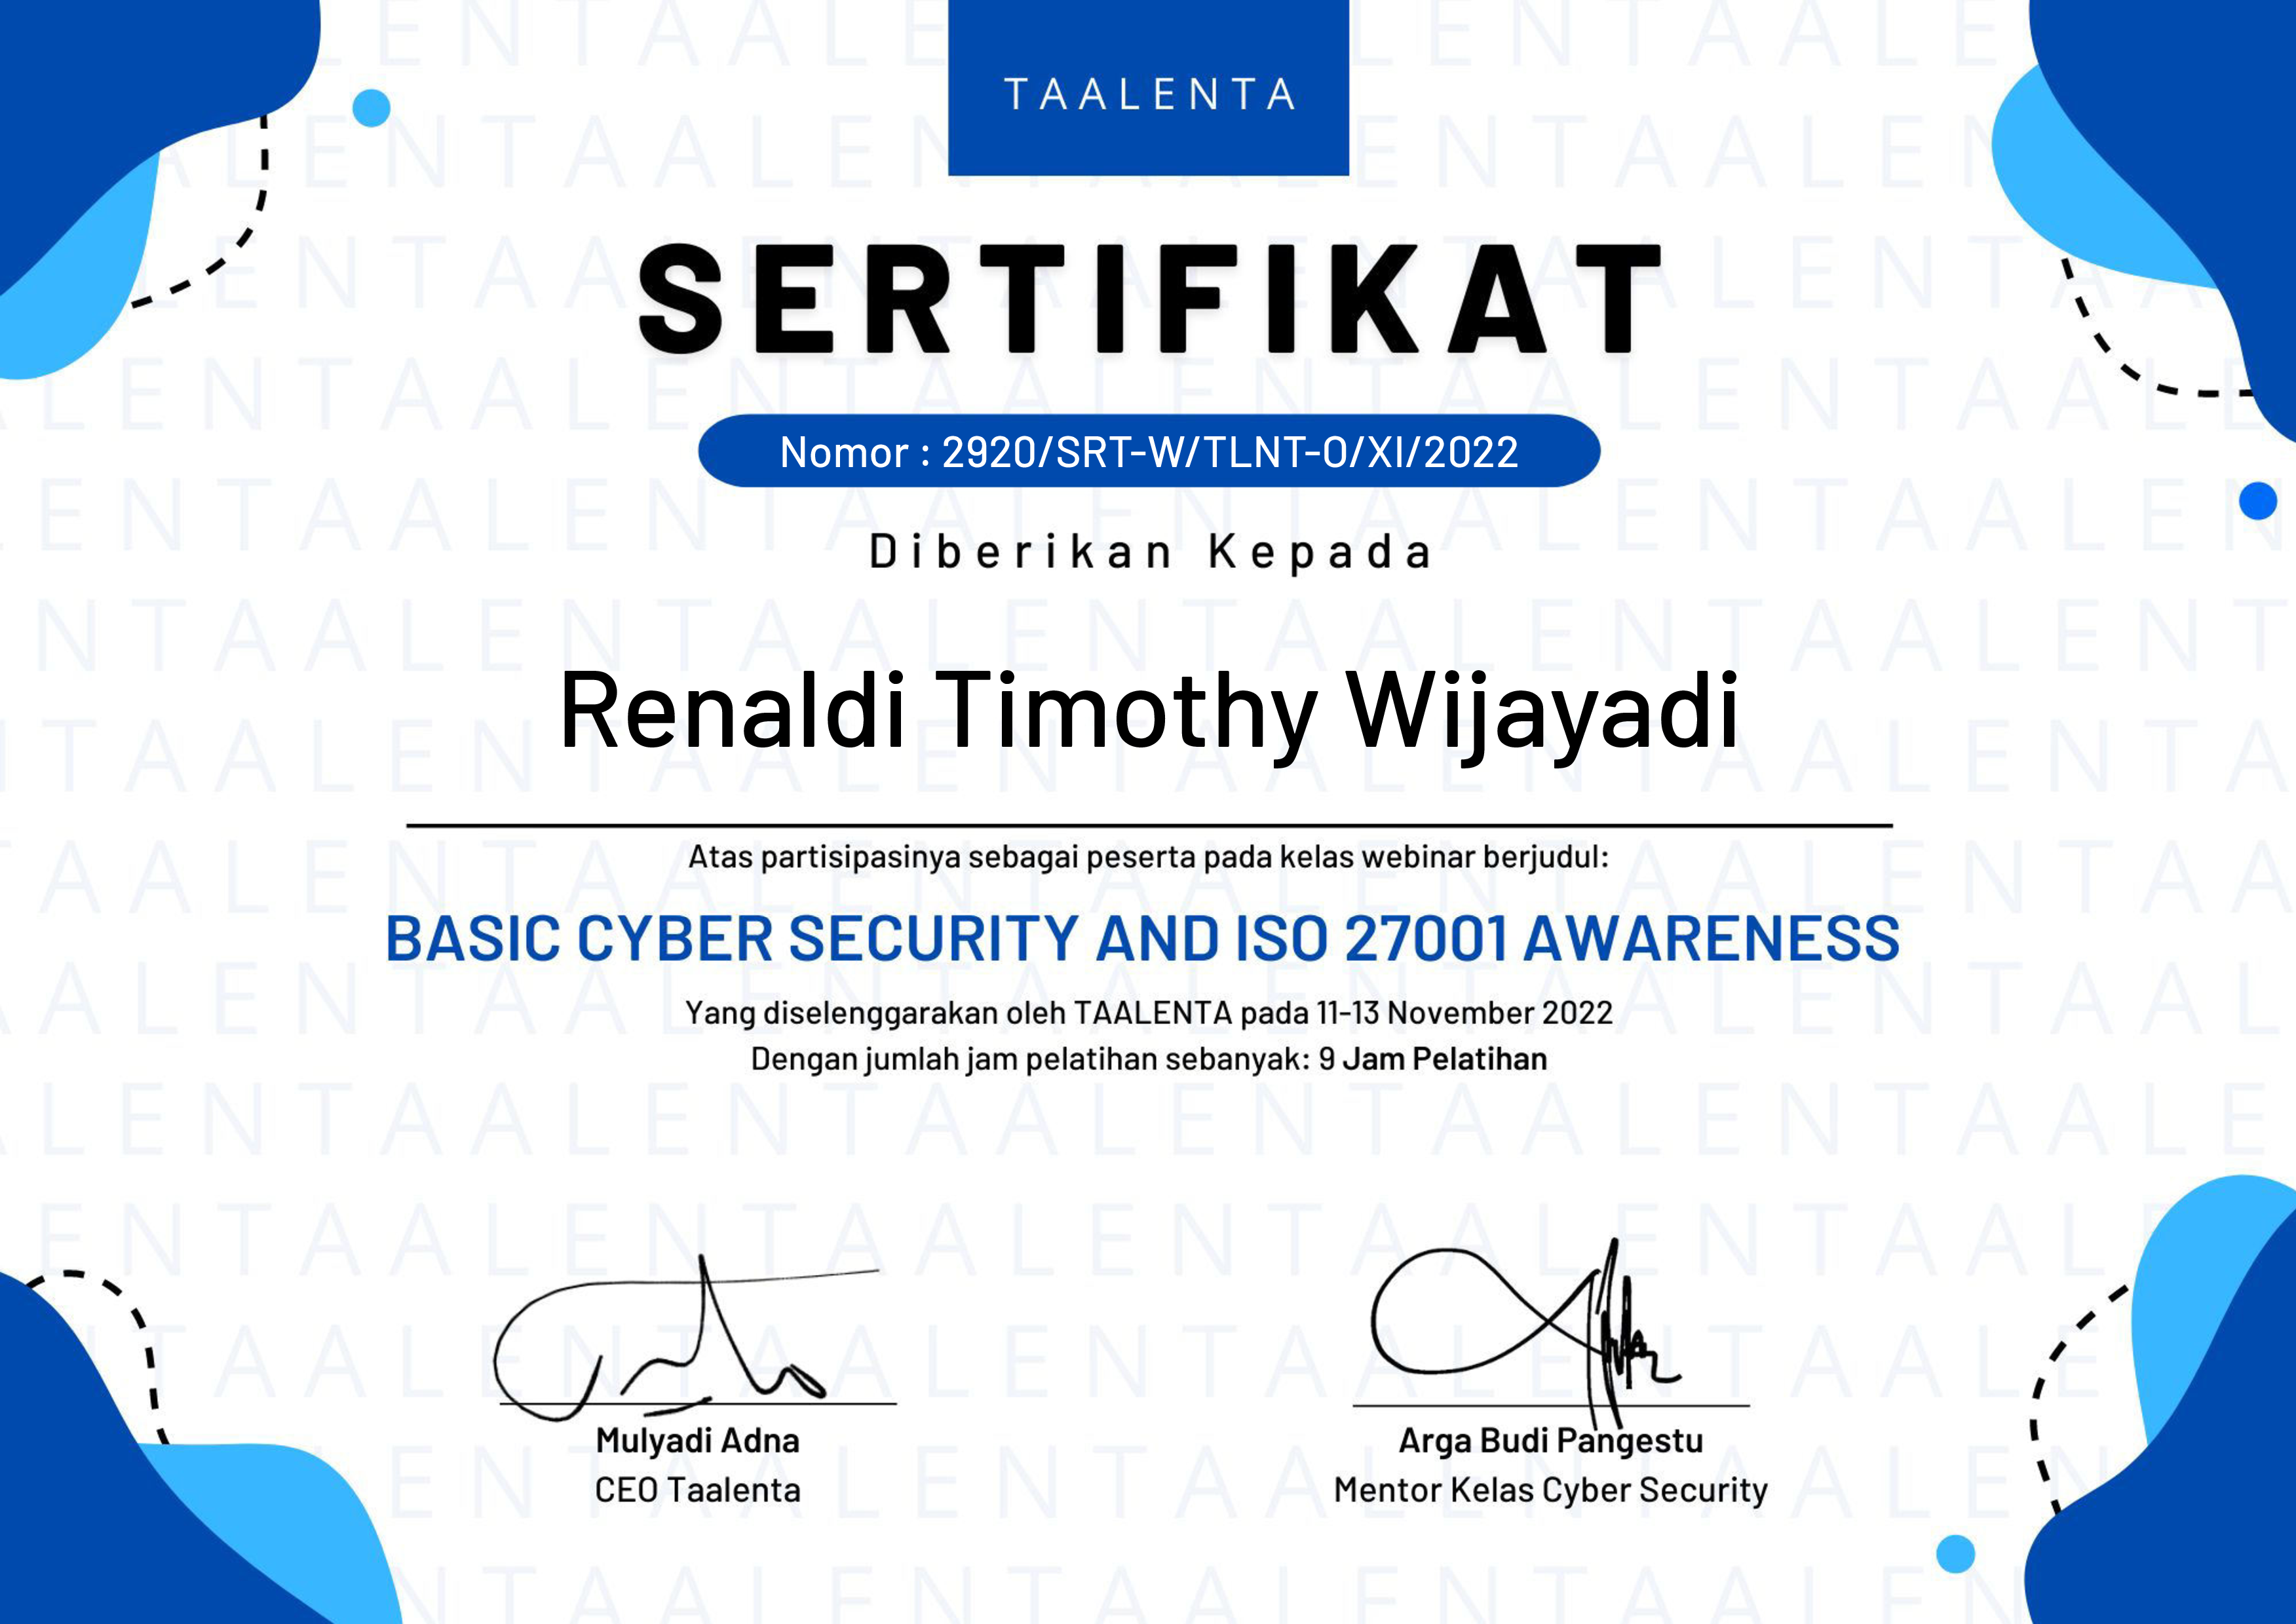 TAALENTA
SERTIFIKAT
Nomor : 2920/SRT-W/TLNT-O/XI/2022
Diberikan Kepada
Renaldi Timothy Wijayadi
Atas partisipasinya sebagai peserta pada kelas webinar berjudul:
BASIC CYBER SECURITY AND ISO 27001 AWARENESS
Yang diselenggarakan oleh TAALENTA pada 11-13 November 2022
Dengan jumlah jam pelatihan sebanyak: 9 Jam Pelatihan
Mulyadi Adna
CEO Taalenta
Arga Budi Pangestu
Mentor Kelas Cyber Security